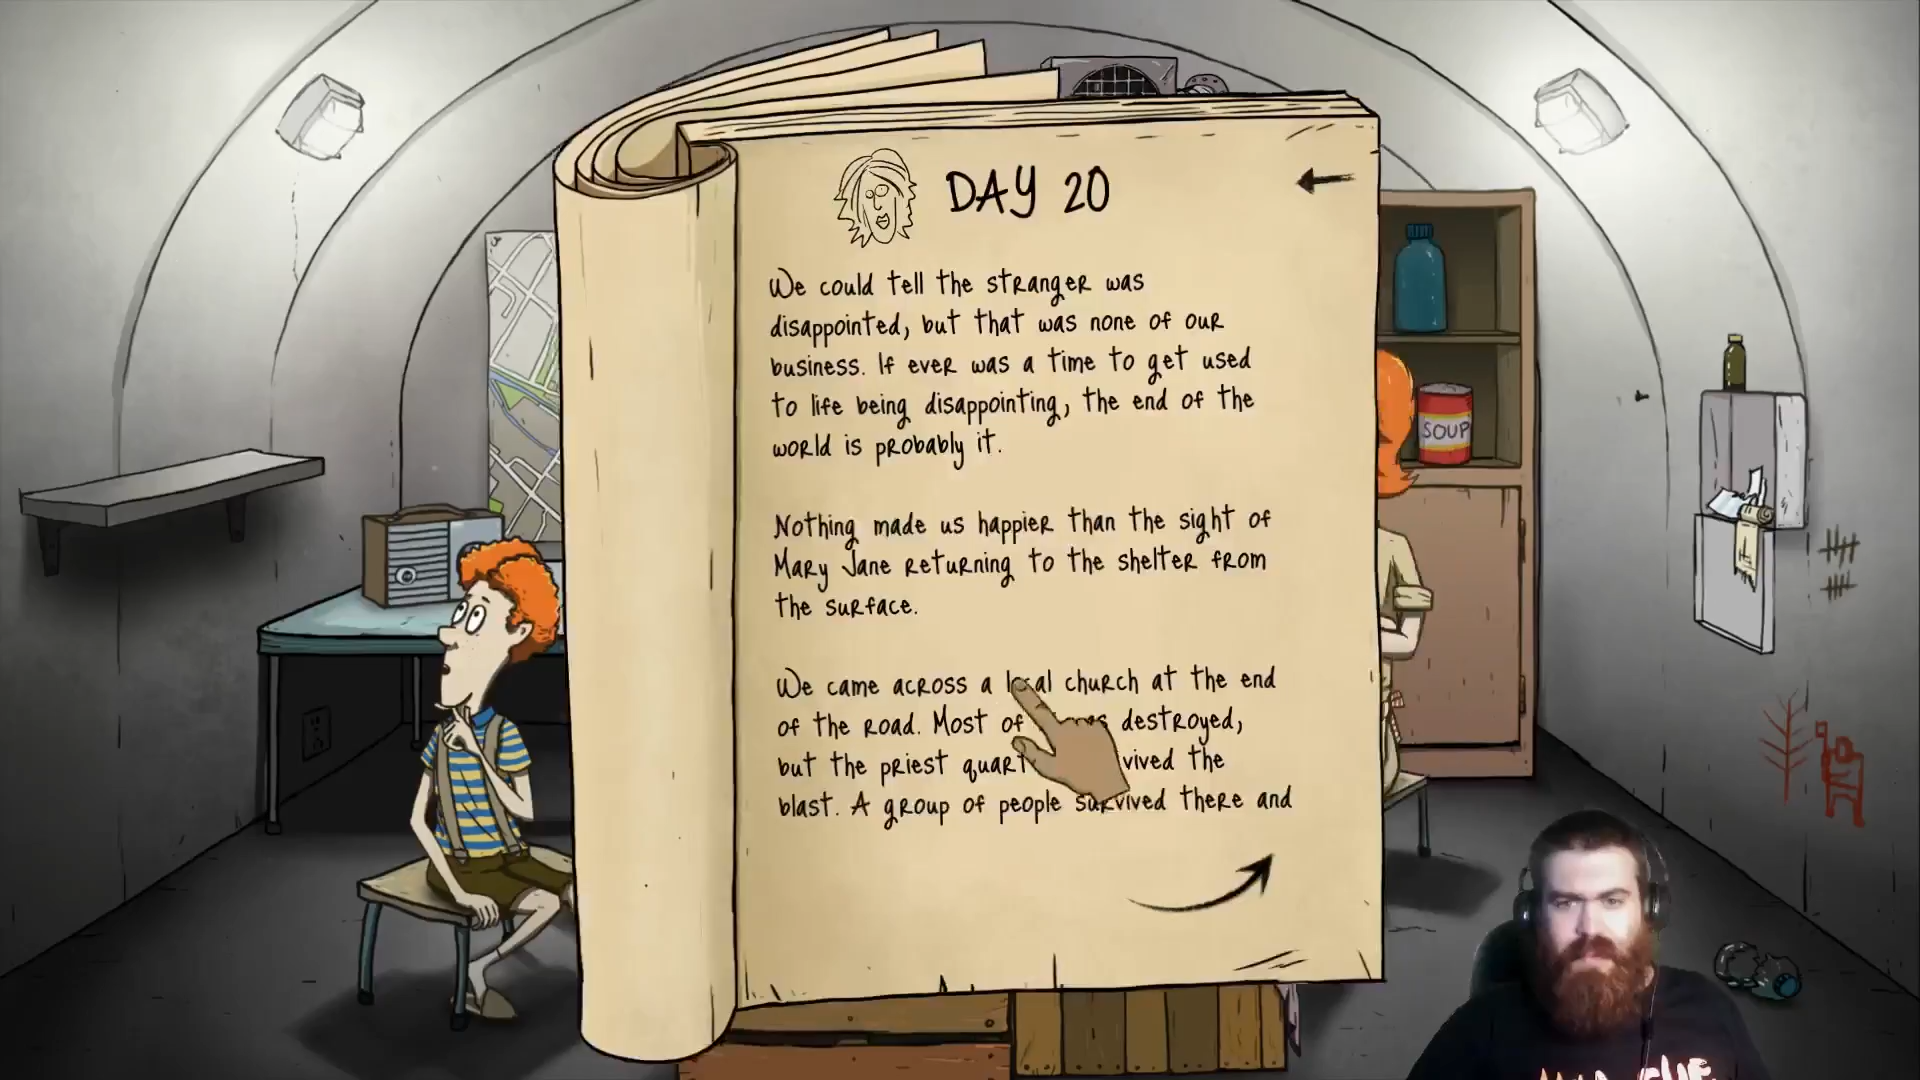 DAY 20
We could tell the stranger was
disappointed, but that was none of our
business. If ever was a time to get used
to life being disappointing, the end of the
world is probably it.
Nothing made us happier than the sight of
Mary Jane returning to the shelter from
the surface.
We came across a local church at the end
of the road. Most of destroyed,
but the priest the
blast. A group of people survived there and
SOUP